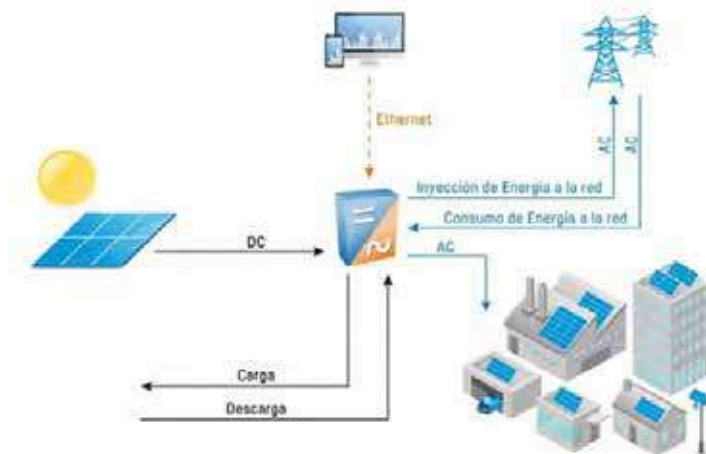 Ethernet
AC
AC
Inyección de Energía a la red
Consumo de Energía a la red
DC
AC
Carga
Descarga